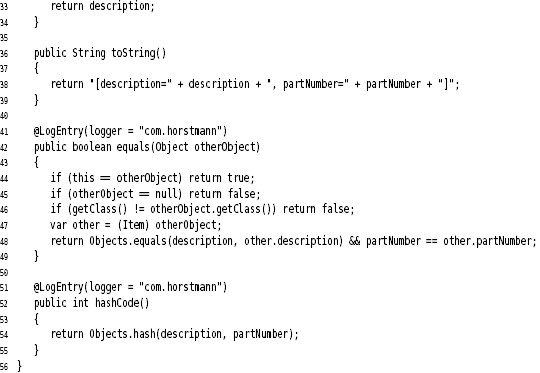 33       return description;
34    }
35
36    public String toString()
37    {
38       return "[description=" + description + ", partNumber=" + partNumber + "]";
39    }
40
41    @LogEntry(logger = "com.horstmann")
42    public boolean equals(Object otherObject)
43    {
44       if (this == otherObject) return true;
45       if (otherObject == null) return false;
46       if (getClass() != otherObject.getClass()) return false;
47       var other = (Item) otherObject;
48       return Objects.equals(description, other.description) && partNumber == other.partNumber;
49    }
50
51    @LogEntry(logger = "com.horstmann")
52    public int hashCode()
53    {
54       return Objects.hash(description, partNumber);
55    }
56 }